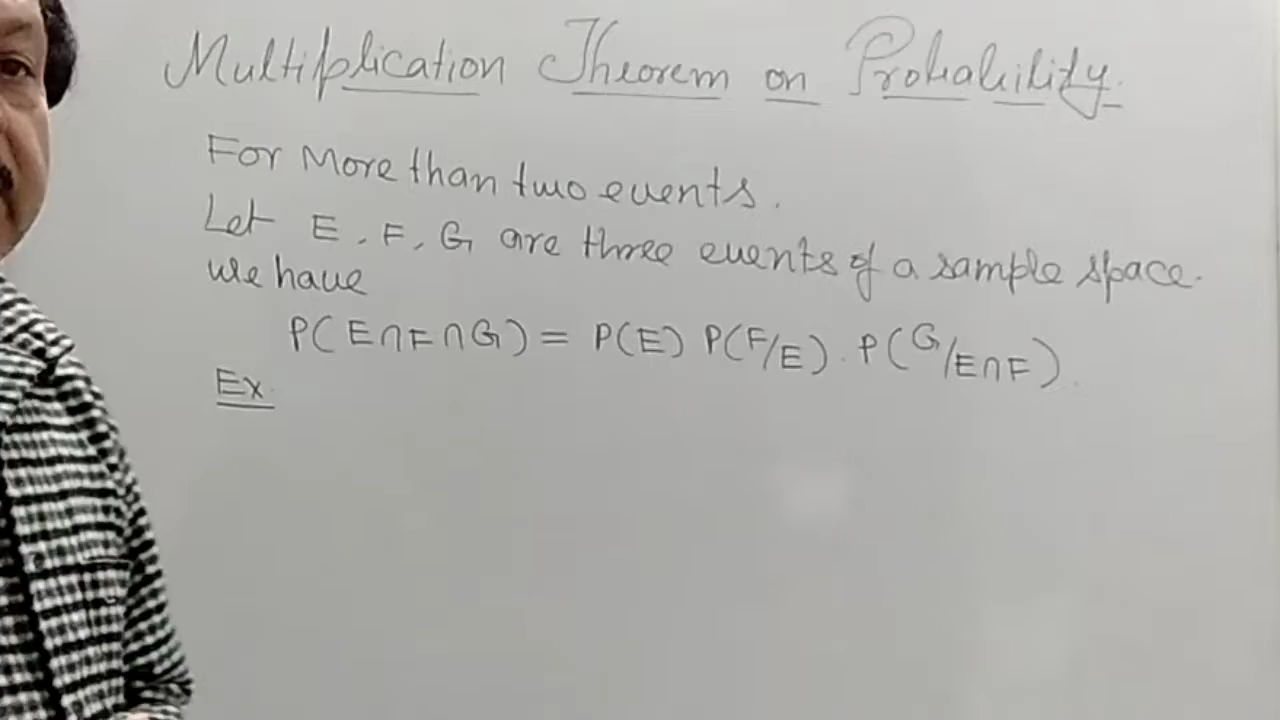 Multiplication Theorem on Probability.
For More than two events.
Let E, F, G are three events of a sample space.
we have
P(E∩F∩G) = P(E) P(F/E). P(G/E∩F).
Ex.